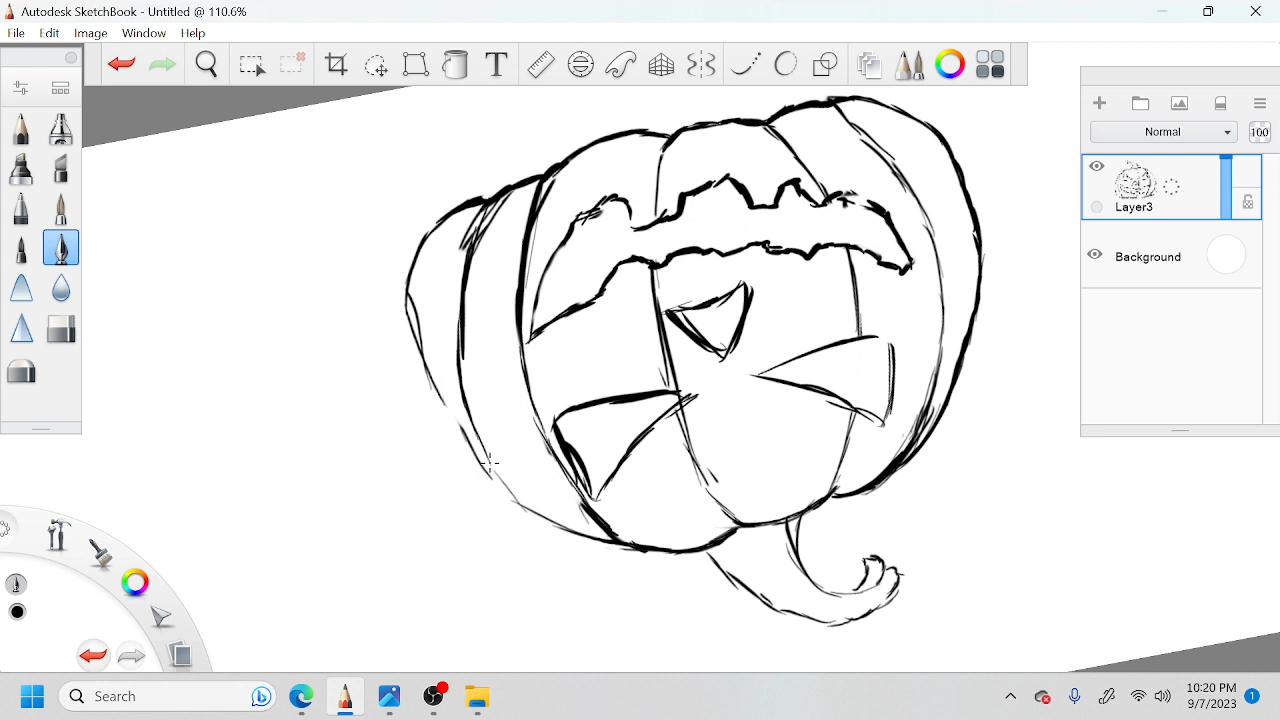 Autodesk SketchBook - Untitled @ 110.6%
File Edit Image Window Help
T
Normal
100
Layer3
Background
Search
10:20 PM
9/7/2023
1